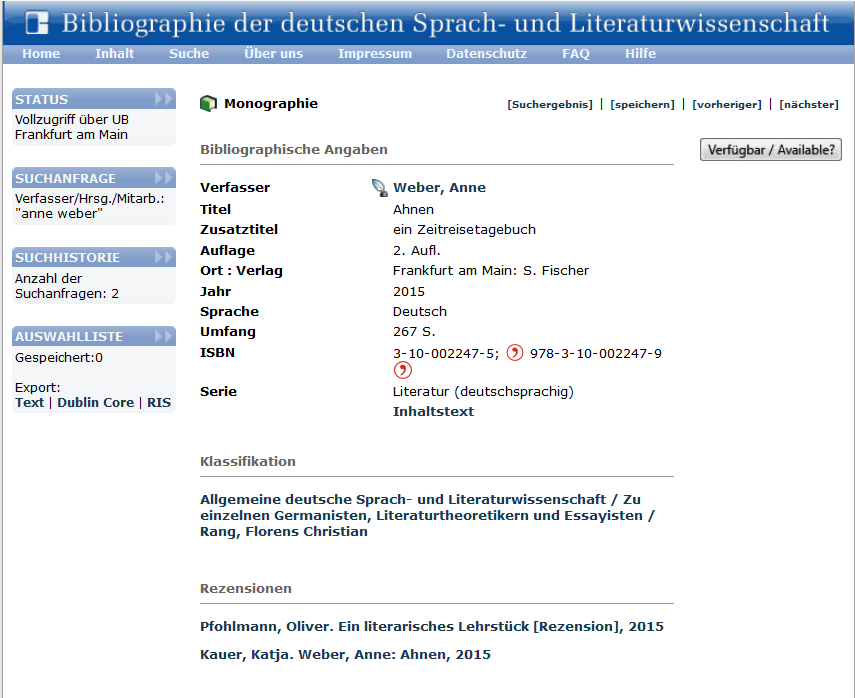 Bibliographie der deutschen Sprach- und Literaturwissenschaft
Home Inhalt Suche Über uns Impressum Datenschutz FAQ Hilfe
STATUS
Vollzugriff über UB
Frankfurt am Main
SUCHANFRAGE
Verfasser/Hrsg./Mitarb.:
"anne weber"
SUCHHISTORIE
Anzahl der
Suchanfragen: 2
AUSWAHLLISTE
Gespeichert:0
Export:
Text | Dublin Core | RIS
Monographie
[Suchergebnis] | [speichern] | [vorheriger] | [nächster]
Bibliographische Angaben
Verfügbar / Available?
Verfasser Weber, Anne
Titel Ahnen
Zusatztitel ein Zeitreisetagebuch
Auflage 2. Aufl.
Ort : Verlag Frankfurt am Main: S. Fischer
Jahr 2015
Sprache Deutsch
Umfang 267 S.
ISBN 3-10-002247-5; 978-3-10-002247-9
Serie Literatur (deutschsprachig)
Inhaltstext
Klassifikation
Allgemeine deutsche Sprach- und Literaturwissenschaft / Zu
einzelnen Germanisten, Literaturtheoretikern und Essayisten /
Rang, Florens Christian
Rezensionen
Pfohlmann, Oliver. Ein literarisches Lehrstück [Rezension], 2015
Kauer, Katja. Weber, Anne: Ahnen, 2015